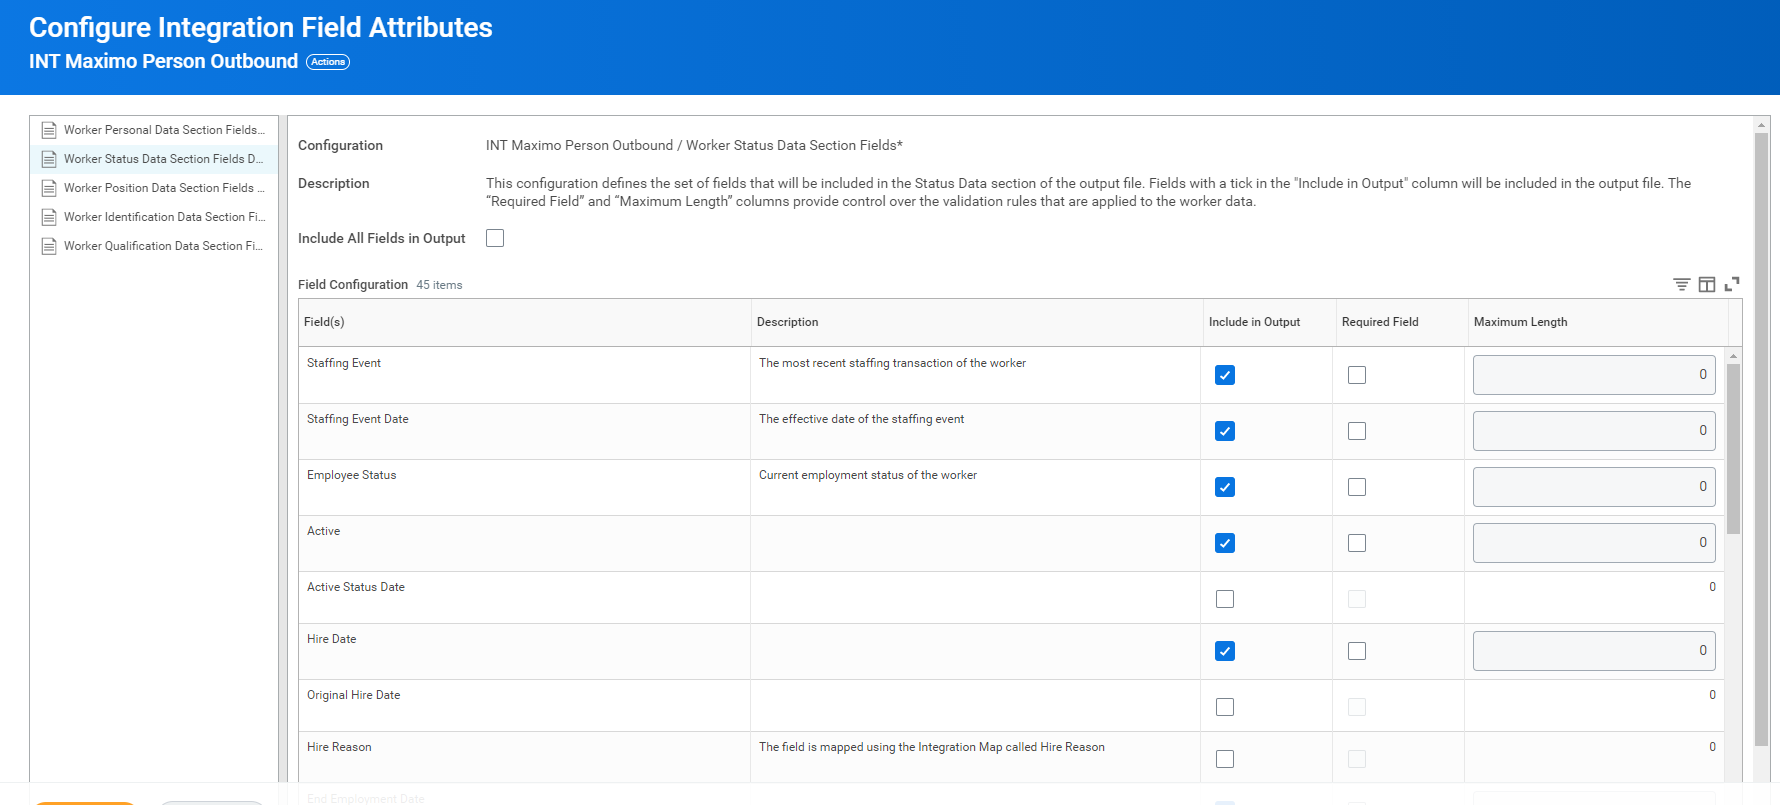 Configure Integration Field Attributes
INT Maximo Person Outbound Actions
Worker Personal Data Section Fields...
Worker Status Data Section Fields D...
Worker Position Data Section Fields ...
Worker Identification Data Section Fi...
Worker Qualification Data Section Fi...
Configuration INT Maximo Person Outbound / Worker Status Data Section Fields*
Description This configuration defines the set of fields that will be included in the Status Data section of the output file. Fields with a tick in the "Include in Output" column will be included in the output file. The
“Required Field” and “Maximum Length” columns provide control over the validation rules that are applied to the worker data.
Include All Fields in Output
Field Configuration 45 items
Field(s) Description Include in Output Required Field Maximum Length
Staffing Event The most recent staffing transaction of the worker 0
Staffing Event Date The effective date of the staffing event 0
Employee Status Current employment status of the worker 0
Active 0
Active Status Date 0
Hire Date 0
Original Hire Date 0
Hire Reason The field is mapped using the Integration Map called Hire Reason 0
End Employment Date